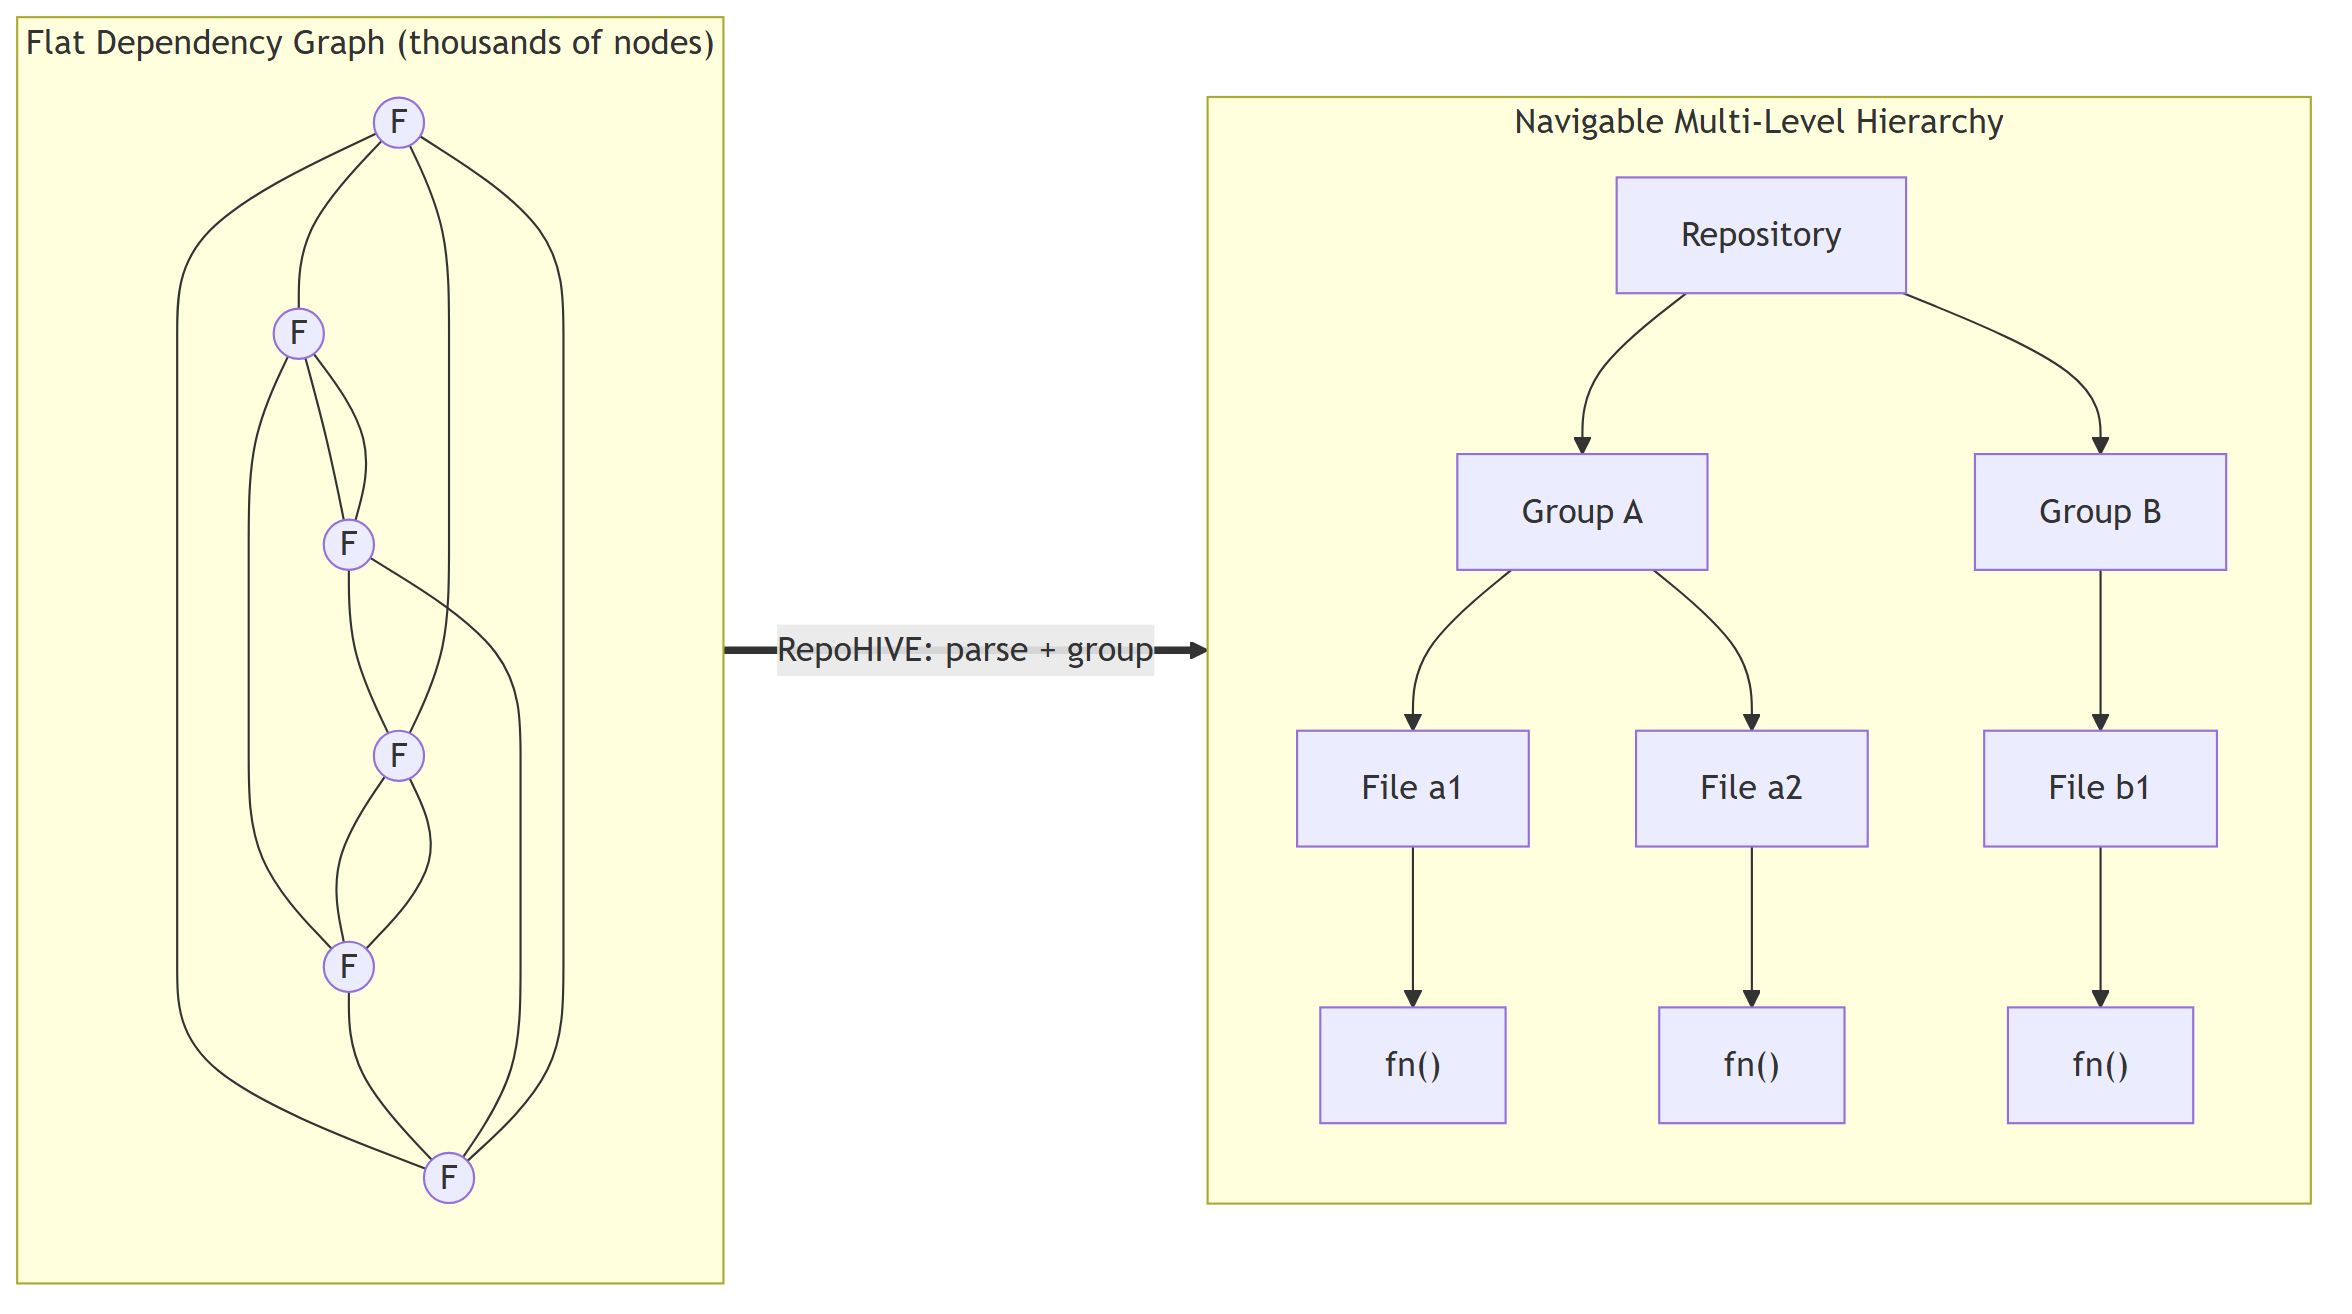 Flat Dependency Graph (thousands of nodes)
F
F
F
F
F
F
RepoHIVE: parse + group
Navigable Multi-Level Hierarchy
Repository
Group A
Group B
File a1
File a2
File b1
fn()
fn()
fn()